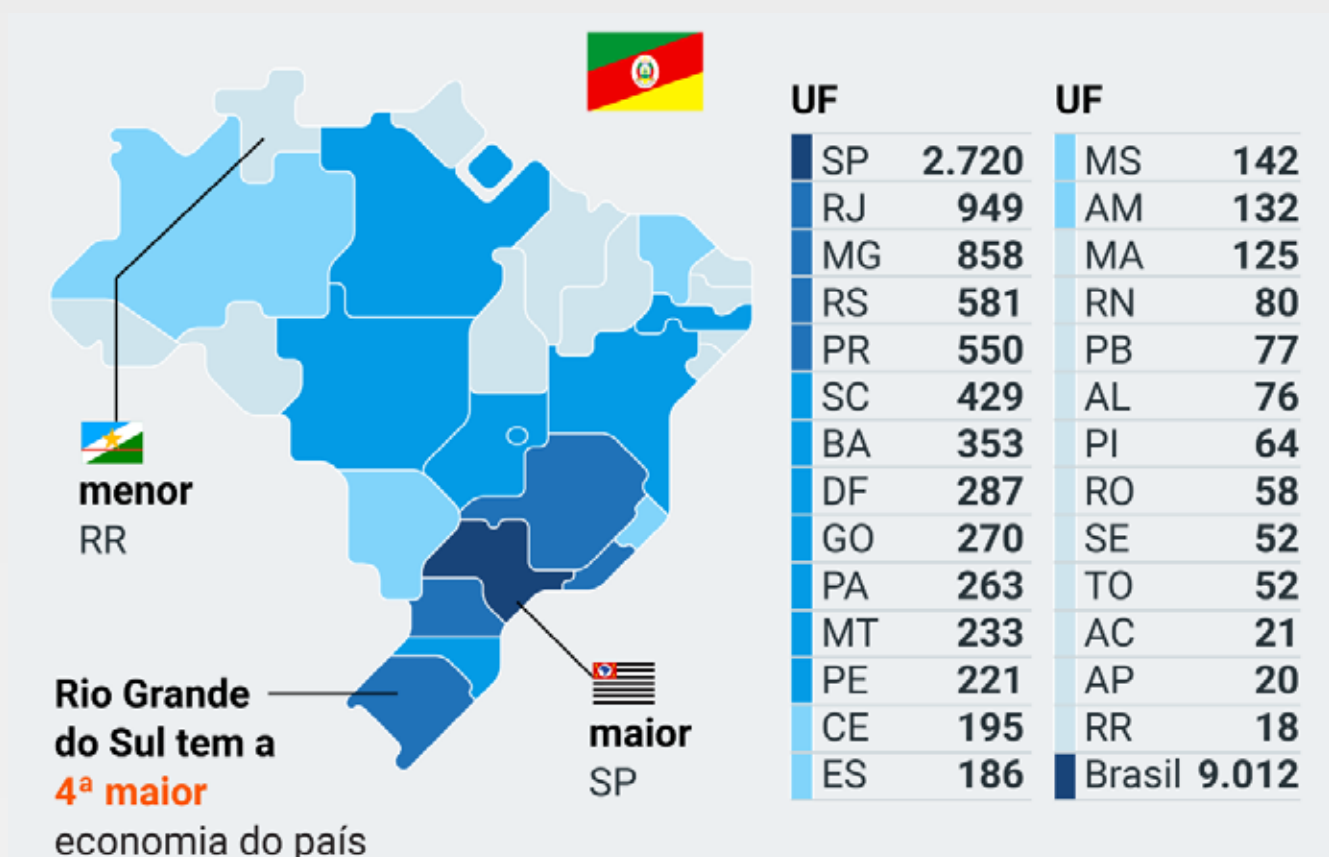 menor
RR
Rio Grande
do Sul tem a
4ª maior
economia do país
maior
SP
UF
SP 2.720
RJ 949
MG 858
RS 581
PR 550
SC 429
BA 353
DF 287
GO 270
PA 263
MT 233
PE 221
CE 195
ES 186
UF
MS 142
AM 132
MA 125
RN 80
PB 77
AL 76
PI 64
RO 58
SE 52
TO 52
AC 21
AP 20
RR 18
Brasil 9.012